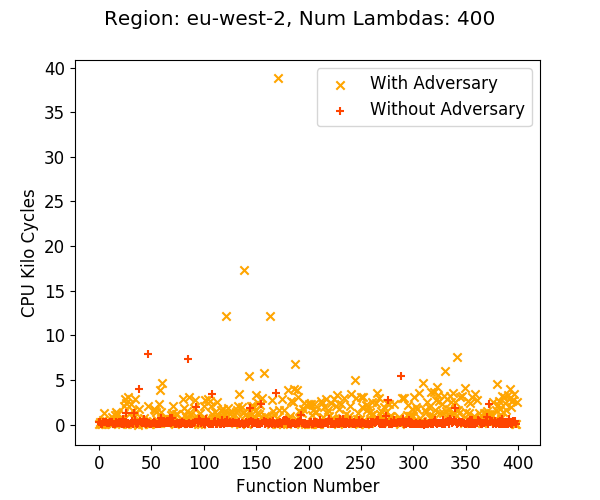 Region: eu-west-2, Num Lambdas: 400
40
35
30
25
20
15
10
5
0
CPU Kilo Cycles
With Adversary
Without Adversary
0 50 100 150 200 250 300 350 400
Function Number